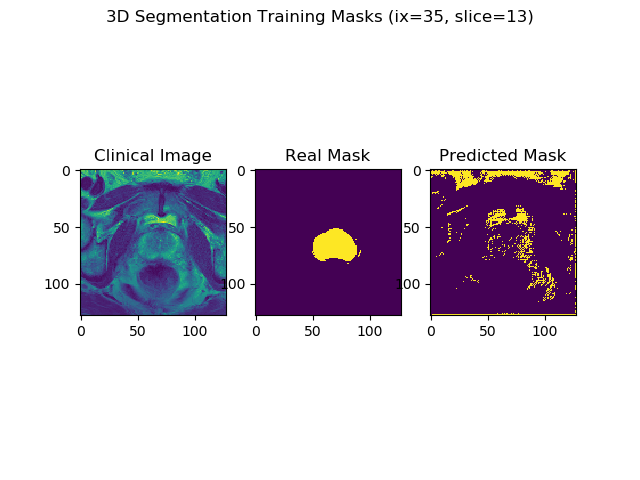 3D Segmentation Training Masks (ix=35, slice=13)
Clinical Image Real Mask Predicted Mask
0 0 0
50 50 50
100 100 100
0 50 100 0 50 100 0 50 100